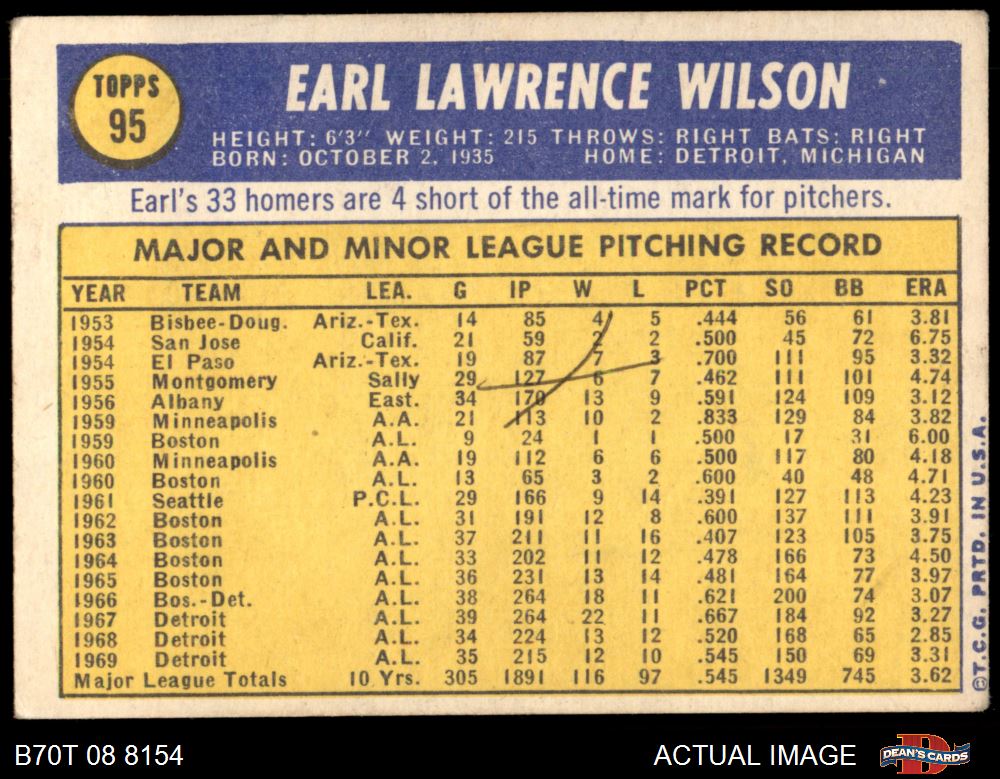 TOPPS
95
EARL LAWRENCE WILSON
HEIGHT: 6'3" WEIGHT: 215 THROWS: RIGHT BATS: RIGHT
BORN: OCTOBER 2, 1935 HOME: DETROIT, MICHIGAN
Earl's 33 homers are 4 short of the all-time mark for pitchers.
MAJOR AND MINOR LEAGUE PITCHING RECORD
YEAR TEAM LEA. G IP W L PCT SO BB ERA
1953 Bisbee-Doug. Ariz.-Tex. 14 85 4 5 .444 56 61 3.81
1954 San Jose Calif. 21 59 2 2 .500 45 72 6.75
1954 El Paso Ariz.-Tex. 19 87 7 3 .700 111 95 3.32
1955 Montgomery Sally 29 127 6 7 .462 111 101 4.74
1956 Albany East. 34 170 13 9 .591 124 109 3.12
1959 Minneapolis A.A. 21 113 10 2 .833 129 84 3.82
1959 Boston A.L. 9 24 1 1 .500 17 31 6.00
1960 Minneapolis A.A. 19 112 6 6 .500 117 80 4.18
1960 Boston A.L. 13 65 3 2 .600 40 48 4.71
1961 Seattle P.C.L. 29 166 9 14 .391 127 113 4.23
1962 Boston A.L. 31 191 12 8 .600 137 111 3.91
1963 Boston A.L. 37 211 11 16 .407 123 105 3.75
1964 Boston A.L. 33 202 11 12 .478 166 73 4.50
1965 Boston A.L. 36 231 13 14 .481 164 77 3.97
1966 Bos.-Det. A.L. 38 264 18 11 .621 200 74 3.07
1967 Detroit A.L. 39 264 22 11 .667 184 92 3.27
1968 Detroit A.L. 34 224 13 12 .520 168 65 2.85
1969 Detroit A.L. 35 215 12 10 .545 150 69 3.31
Major League Totals 10 Yrs. 305 1891 116 97 .545 1349 745 3.62
©T.C.G. PRTD. IN U.S.A.
B70T 08 8154
ACTUAL IMAGE
DEAN'S CARDS